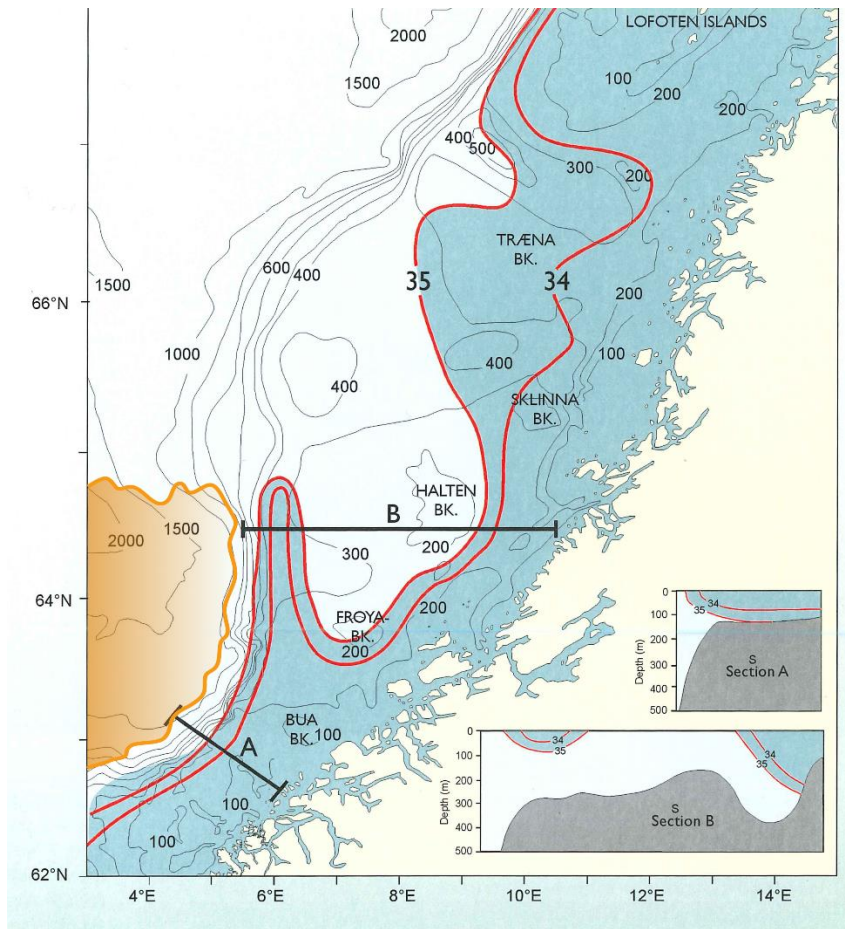 LOFOTEN ISLANDS
2000
1500
100
200
200
400
500
300
200
TRÆNA
BK.
600
400
35
34
1500
66°N
200
1000
100
400
400
SKLINNA
BK.
HALTEN
BK.
B
1500
2000
300
200
64°N
FRØYA-
BK.
200
200
0
100
200
300
400
500
Depth (m)
34
35
S
Section A
BUA
BK.
100
A
100
100
0
100
200
300
400
500
Depth (m)
34
35
34
35
S
Section B
62°N
4°E
6°E
8°E
10°E
12°E
14°E